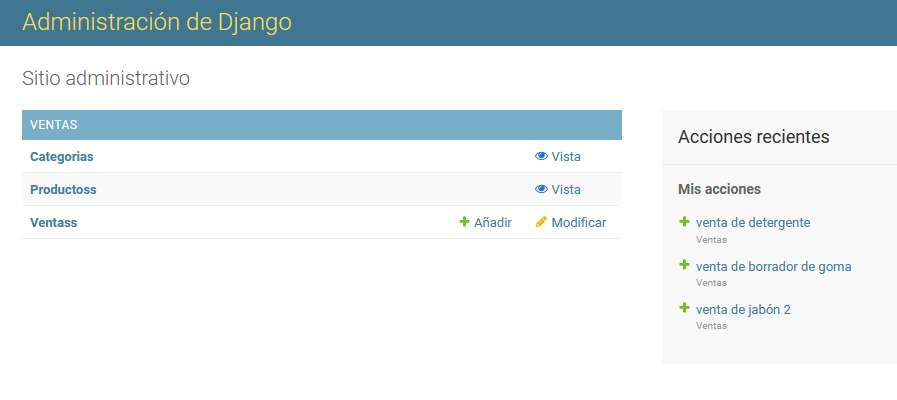 Administración de Django
Sitio administrativo
VENTAS
Categorias Vista
Productoss Vista
Ventass Añadir Modificar
Acciones recientes
Mis acciones
venta de detergente
Ventas
venta de borrador de goma
Ventas
venta de jabón 2
Ventas